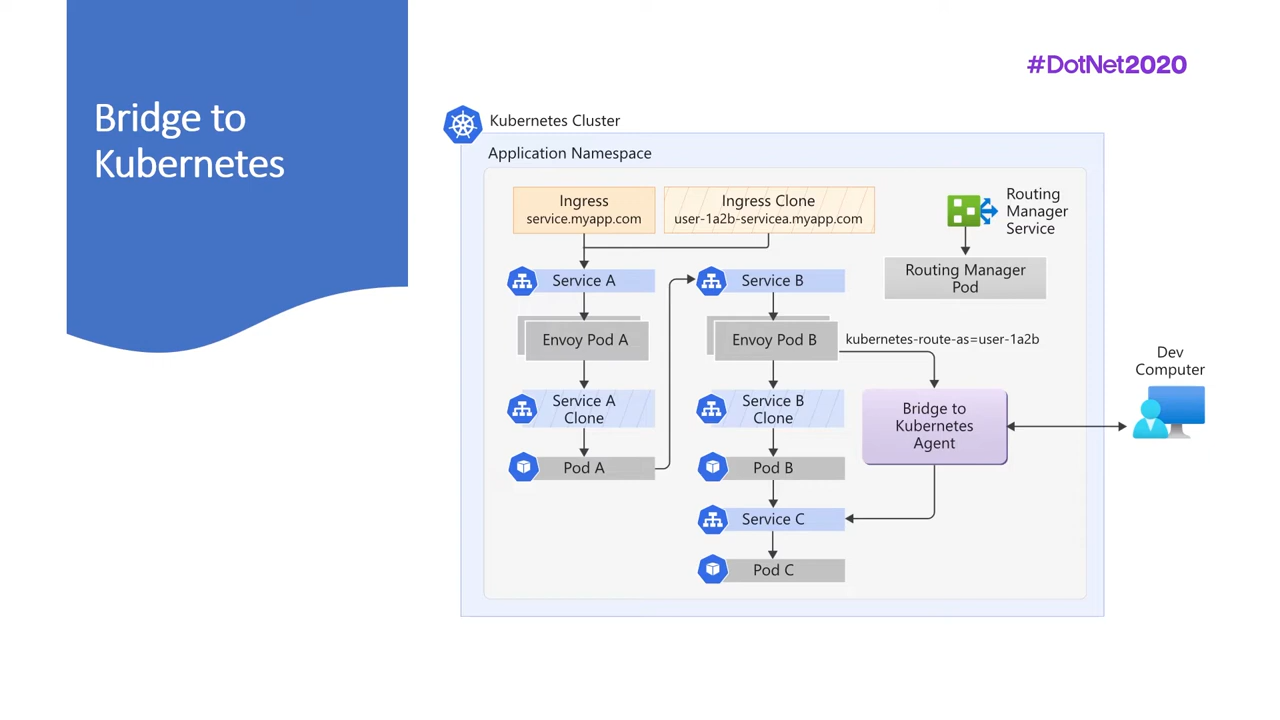 #DotNet2020
Bridge to
Kubernetes
Kubernetes Cluster
Application Namespace
Ingress
service.myapp.com
Ingress Clone
user-1a2b-servicea.myapp.com
Routing
Manager
Service
Service A
Service B
Routing Manager
Pod
Envoy Pod A
Envoy Pod B
kubernetes-route-as=user-1a2b
Dev
Computer
Service A
Clone
Service B
Clone
Bridge to
Kubernetes
Agent
Pod A
Pod B
Service C
Pod C